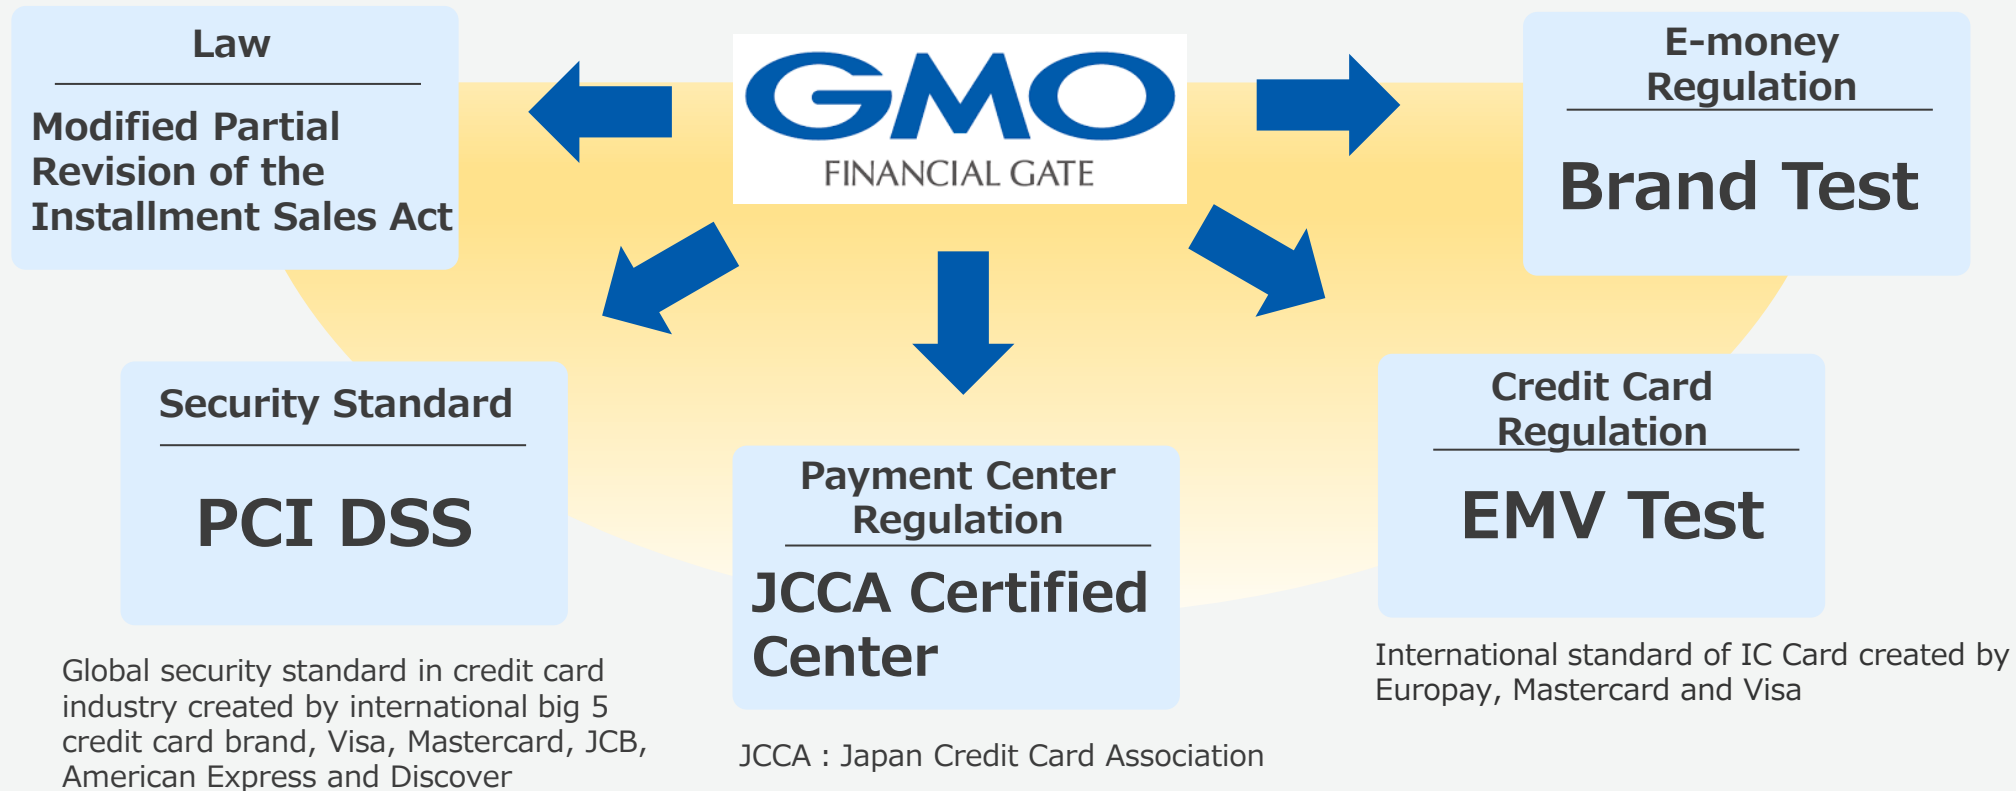 Law
Modified Partial
Revision of the
Installment Sales Act
GMO
FINANCIAL GATE
E-money
Regulation
Brand Test
Security Standard
PCI DSS
Global security standard in credit card
industry created by international big 5
credit card brand, Visa, Mastercard, JCB,
American Express and Discover
Payment Center
Regulation
JCCA Certified
Center
JCCA : Japan Credit Card Association
Credit Card
Regulation
EMV Test
International standard of IC Card created by
Europay, Mastercard and Visa